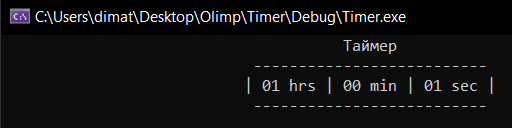 C:\Users\dimat\Desktop\Olimp\Timer\Debug\Timer.exe
Таймер
--------------------------
| 01 hrs | 00 min | 01 sec |
--------------------------